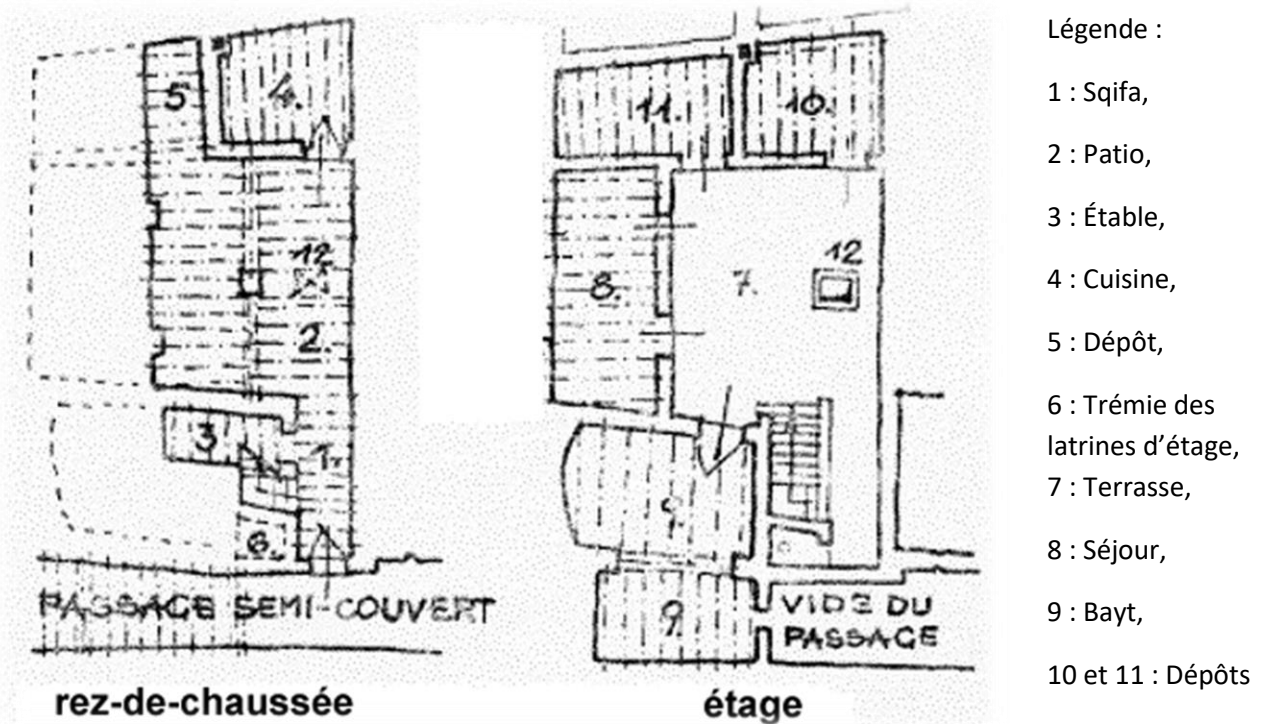 5
4.
12
2.
3
1.
6.
PASSAGE SEMI-COUVERT
rez-de-chaussée
11.
10.
8.
7.
12
9.
9
VIDE DU
PASSAGE
étage
Légende :
1 : Sqifa,
2 : Patio,
3 : Étable,
4 : Cuisine,
5 : Dépôt,
6 : Trémie des
latrines d’étage,
7 : Terrasse,
8 : Séjour,
9 : Bayt,
10 et 11 : Dépôts